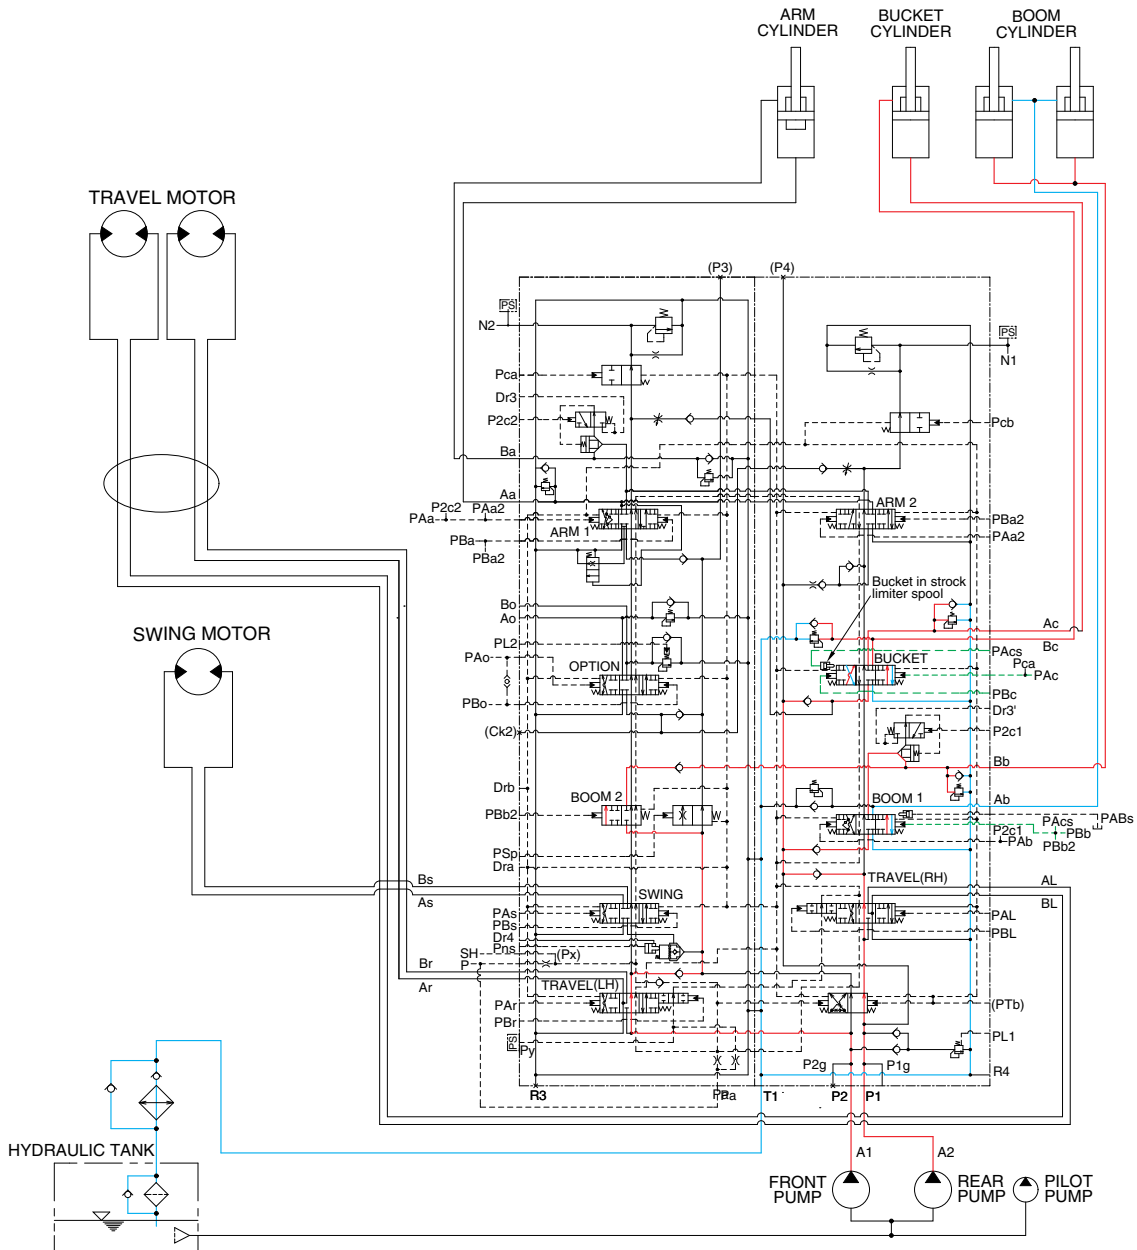 ARM
CYLINDER
BUCKET
CYLINDER
BOOM
CYLINDER
TRAVEL MOTOR
(P3)
(P4)
PS
N2
PS
N1
Pca
Dr3
P2c2
Pcb
Ba
Aa
P2c2
PAa2
PAa
ARM 1
PBa
PBa2
ARM 2
PBa2
PAa2
Bucket in strock
limiter spool
Bo
Ao
PL2
PAo
OPTION
PBo
(Ck2)
Ac
Bc
PAcs
Pca
PAc
BUCKET
PBc
Dr3'
P2c1
SWING MOTOR
Bb
Drb
BOOM 2
PBb2
PSp
Dra
Ab
BOOM 1
PAcs
PABs
P2c1
PBb
PAb
PBb2
Bs
As
SWING
PAs
PBs
Dr4
Pns
SH
P
(Px)
TRAVEL(RH)
AL
BL
PAL
PBL
Br
Ar
TRAVEL(LH)
PAr
PBr
PS
Py
(PTb)
PL1
P2g
P1g
R4
R3
T1
P2
P1
HYDRAULIC TANK
A1
A2
FRONT
PUMP
REAR
PUMP
PILOT
PUMP